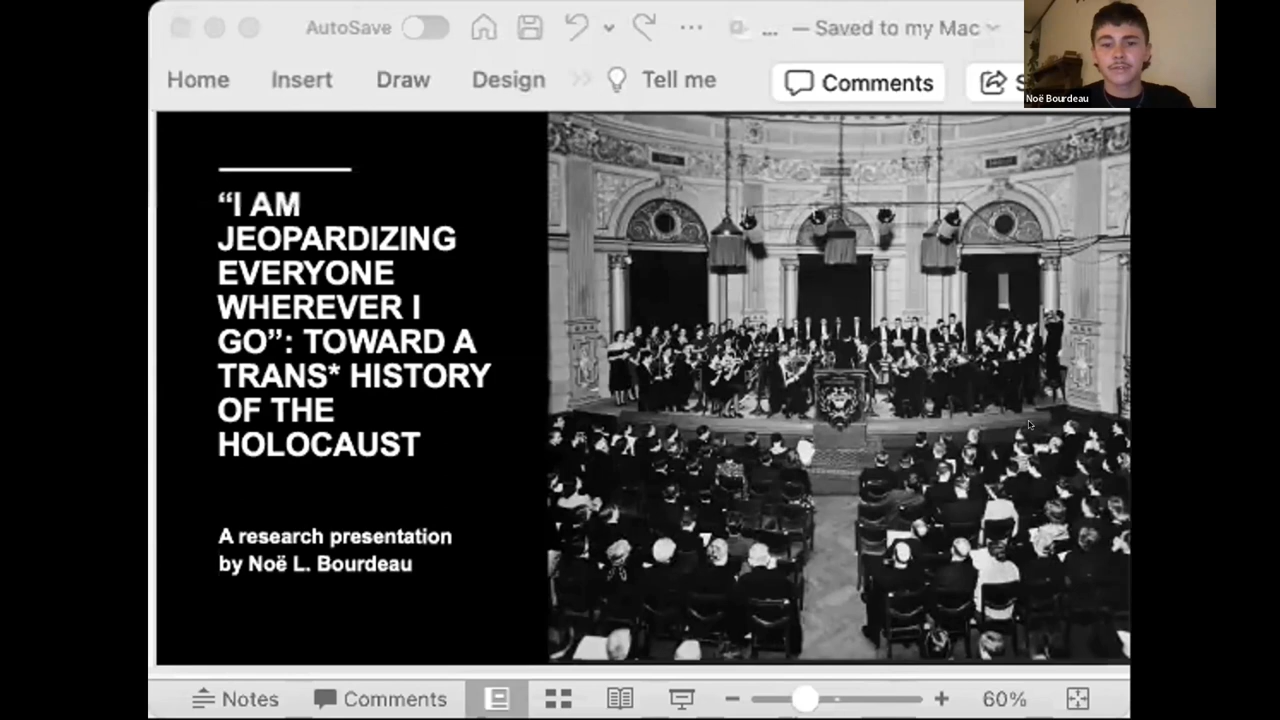 AutoSave
... — Saved to my Mac
Home Insert Draw Design Tell me Comments
Noë Bourdeau
“I AM
JEOPARDIZING
EVERYONE
WHEREVER I
GO”: TOWARD A
TRANS* HISTORY
OF THE
HOLOCAUST
A research presentation
by Noë L. Bourdeau
Notes Comments 60%